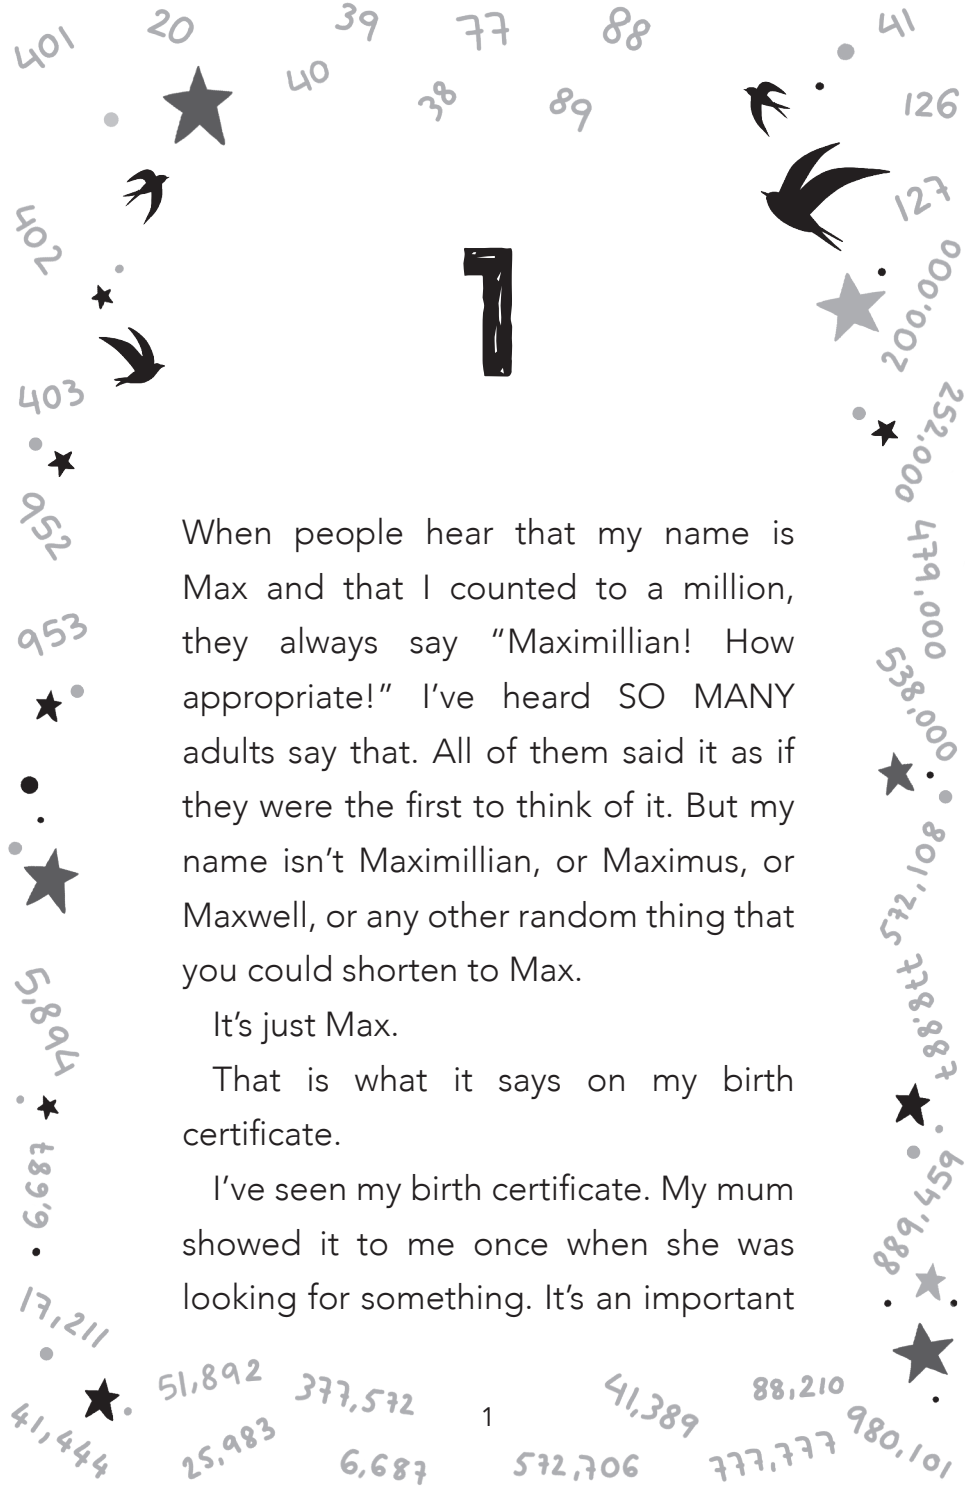 401
20
39
77
88
41
40
38
89
126
127
402
200.000
1
403
252,000
952
479,000
When people hear that my name is
Max and that I counted to a million,
they always say “Maximillian! How
appropriate!” I’ve heard SO MANY
adults say that. All of them said it as if
they were the first to think of it. But my
name isn’t Maximillian, or Maximus, or
Maxwell, or any other random thing that
you could shorten to Max.
It’s just Max.
That is what it says on my birth
certificate.
I’ve seen my birth certificate. My mum
showed it to me once when she was
looking for something. It’s an important
953
538,000
572,108
778.887
5,894
6,687
889,459
17,211
51,892
377,572
41,389
88,210
1
41,444
25,983
6,687
572,706
777,777
980,101